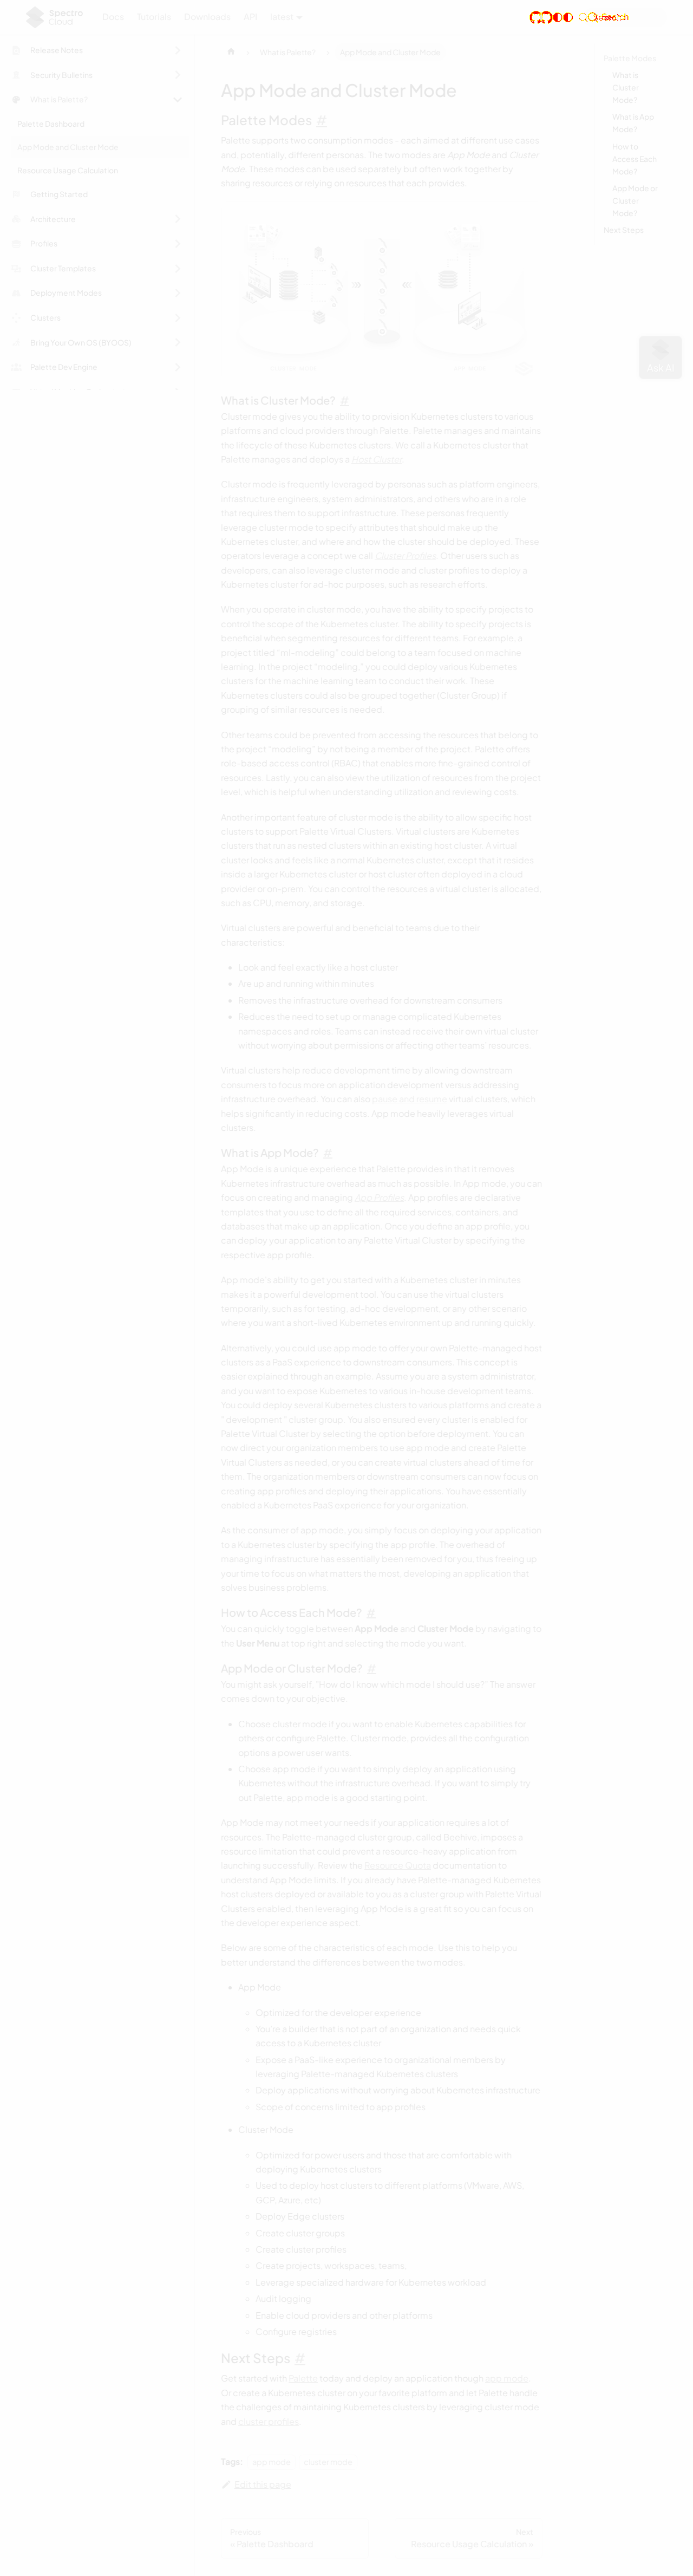 Spectro
Cloud
Docs Tutorials Downloads API latest
Release Notes
Security Bulletins
What is Palette?
Palette Dashboard
App Mode and Cluster Mode
Resource Usage Calculation
Getting Started
Architecture
Profiles
Cluster Templates
Deployment Modes
Clusters
Bring Your Own OS (BYOOS)
Palette Dev Engine
What is Palette? App Mode and Cluster Mode
App Mode and Cluster Mode
Palette Modes #
Palette supports two consumption modes - each aimed at different use cases
and, potentially, different personas. The two modes are App Mode and Cluster
Mode. These modes can be used separately but often work together by
sharing resources or relying on resources that each provides.
What is Cluster Mode? #
Cluster mode gives you the ability to provision Kubernetes clusters to various
platforms and cloud providers through Palette. Palette manages and maintains
the lifecycle of these Kubernetes clusters. We call a Kubernetes cluster that
Palette manages and deploys a Host Cluster.
Cluster mode is frequently leveraged by personas such as platform engineers,
infrastructure engineers, system administrators, and others who are in a role
that requires them to support infrastructure. These personas frequently
leverage cluster mode to specify attributes that should make up the
Kubernetes cluster, and where and how the cluster should be deployed. These
operators leverage a concept we call Cluster Profiles. Other users such as
developers, can also leverage cluster mode and cluster profiles to deploy a
Kubernetes cluster for ad-hoc purposes, such as research efforts.
When you operate in cluster mode, you have the ability to specify projects to
control the scope of the Kubernetes cluster. The ability to specify projects is
beneficial when segmenting resources for different teams. For example, a
project titled "ml-modeling" could belong to a team focused on machine
learning. In the project "modeling," you could deploy various Kubernetes
clusters for the machine learning team to conduct their work. These
Kubernetes clusters could also be grouped together (Cluster Group) if
grouping of similar resources is needed.
Other teams could be prevented from accessing the resources that belong to
the project "modeling" by not being a member of the project. Palette offers
role-based access control (RBAC) that enables more fine-grained control of
resources. Lastly, you can also view the utilization of resources from the project
level, which is helpful when understanding utilization and reviewing costs.
Another important feature of cluster mode is the ability to allow specific host
clusters to support Palette Virtual Clusters. Virtual clusters are Kubernetes
clusters that run as nested clusters within an existing host cluster. A virtual
cluster looks and feels like a normal Kubernetes cluster, except that it resides
inside a larger Kubernetes cluster or host cluster often deployed in a cloud
provider or on-prem. You can control the resources a virtual cluster is allocated,
such as CPU, memory, and storage.
Virtual clusters are powerful and beneficial to teams due to their
characteristics.
Look and feel exactly like a host cluster
Are up and running within minutes
Removes the infrastructure overhead for downstream consumers
Reduces the need to set up or manage complicated Kubernetes
namespaces and roles. Teams can instead receive their own virtual cluster
without worrying about permissions or affecting other teams' resources
Virtual clusters help reduce development time by allowing downstream
consumers to focus more on application development versus addressing
infrastructure overhead. You can also pause and resume virtual clusters, which
helps significantly in reducing costs. App mode heavily leverages virtual
clusters.
What is App Mode? #
App Mode is a unique experience that Palette provides in that it removes
Kubernetes infrastructure overhead as much as possible. In App mode, you can
focus on creating and managing App Profiles. App profiles are declarative
templates that you use to define all the required services, containers, and
databases that make up an application. Once you define an app profile, you
can deploy your application to any Palette Virtual Cluster by specifying the
respective app profile.
App mode's ability to get you started with a Kubernetes cluster in minutes
makes it a powerful development tool. You can use the virtual clusters
temporally, such as for testing, ad-hoc development, or any other scenario
where you want a short-lived Kubernetes environment up and running quickly.
Alternatively, you could use app mode to offer your own Palette-managed host
clusters as a PaaS experience to downstream consumers. This concept is
easier explained through an example. Assume you are a system administrator,
and you want to expose Kubernetes to various in-house development teams.
You could deploy several Kubernetes clusters to various platforms and create a
" development " cluster group. You also ensured every cluster is enabled for
Palette Virtual Cluster by selecting the option before deployment. You can
now direct your organization members to use app mode and create Palette
Virtual Clusters as needed, or you can create virtual clusters ahead of time for
them. The organization members or downstream consumers can now focus on
creating app profiles and deploying their applications. You have essentially
enabled a Kubernetes PaaS experience for your organization.
As the consumer of app mode, you simply focus on deploying your application
to a Kubernetes cluster by specifying the app profile. The overhead of
managing infrastructure has essentially been removed for you, thus freeing up
your time to focus on what matters the most, developing an application that
solves business problems.
How to Access Each Mode? #
You can quickly toggle between App Mode and Cluster Mode by navigating to
the User Menu at top right and selecting the mode you want.
App Mode or Cluster Mode? #
You might ask yourself, "How do I know which mode I should use?" The answer
comes down to your objective.
Choose cluster mode if you want to enable Kubernetes capabilities for
others or configure Palette. Cluster mode, provides all the configuration
options a power user wants.
Choose app mode if you want to simply deploy an application using
Kubernetes without the infrastructure overhead. If you want to simply try
out Palette, app mode is a good starting point.
App Mode may not meet your needs if your application requires a lot of
resources. The Palette-managed cluster group, called Beehive, imposes a
resource limitation that could prevent a resource-heavy application from
launching successfully. Review the Resource Quota documentation to
understand App Mode limits. If you already have Palette-managed Kubernetes
host clusters deployed or available to you as a cluster group with Palette Virtual
Clusters enabled, then leveraging App Mode is a great fit so you can focus on
the developer experience aspect.
Below are some of the characteristics of each mode. Use this to help you
better understand the differences between the two modes.
App Mode
Optimized for the developer experience
You're a builder that is not part of an organization and needs quick
access to a Kubernetes cluster
Expose a PaaS-like experience to organizational members by
leveraging Palette-managed Kubernetes clusters
Deploy applications without worrying about Kubernetes infrastructure
Scope of concerns limited to app profiles
Cluster Mode
Optimized for power users and those that are comfortable with
deploying Kubernetes clusters
Used to deploy host clusters to different platforms (VMware, AWS,
GCP, Azure, etc)
Deploy Edge clusters
Create cluster groups
Create cluster profiles
Create projects, workspaces, teams,
Leverage specialized hardware for Kubernetes workload
Audit logging
Enable cloud providers and other platforms
Configure registries
Next Steps #
Get started with Palette today and deploy an application though app mode.
Or create a Kubernetes cluster on your favorite platform and let Palette handle
the challenges of maintaining Kubernetes clusters by leveraging cluster mode
and cluster profiles.
Tags: app mode cluster mode
Edit this page
Previous
« Palette Dashboard
Next
Resource Usage Calculation »
Palette Modes
What is
Cluster
Mode?
What is App
Mode?
How to
Access Each
Mode?
App Mode or
Cluster
Mode?
Next Steps
Ask AI